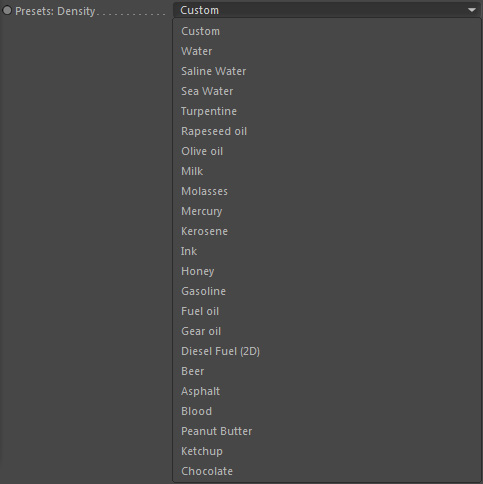 Presets: Density . . . . . . . . . . . . Custom
Custom
Water
Saline Water
Sea Water
Turpentine
Rapeseed oil
Olive oil
Milk
Molasses
Mercury
Kerosene
Ink
Honey
Gasoline
Fuel oil
Gear oil
Diesel Fuel (2D)
Beer
Asphalt
Blood
Peanut Butter
Ketchup
Chocolate